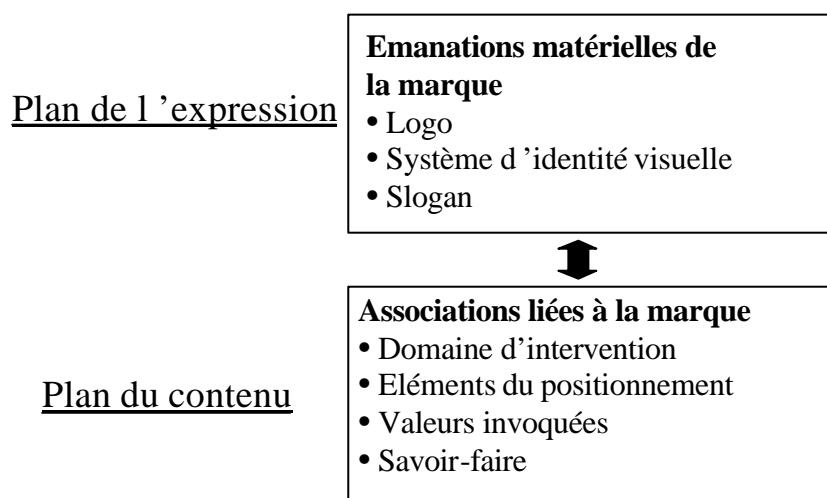 Emanations matérielles de
la marque
Plan de l ’expression
• Logo
• Système d ’identité visuelle
• Slogan
Associations liées à la marque
• Domaine d’intervention
• Eléments du positionnement
Plan du contenu
• Valeurs invoquées
• Savoir-faire